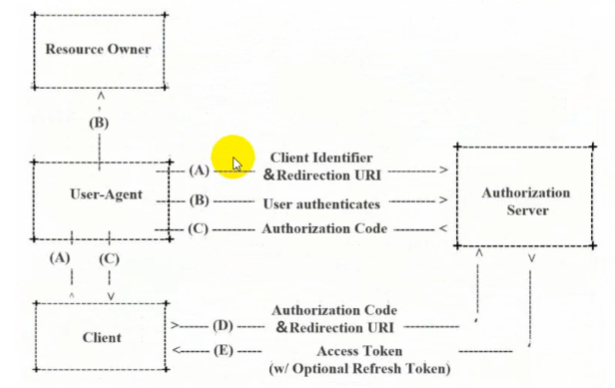 Resource Owner
(B)
(A) Client Identifier
&Redirection URI
User-Agent
(B) User authenticates
Authorization
Server
(C) Authorization Code
(A) (C)
Client
(D) Authorization Code
&Redirection URI
(E) Access Token
(w/ Optional Refresh Token)